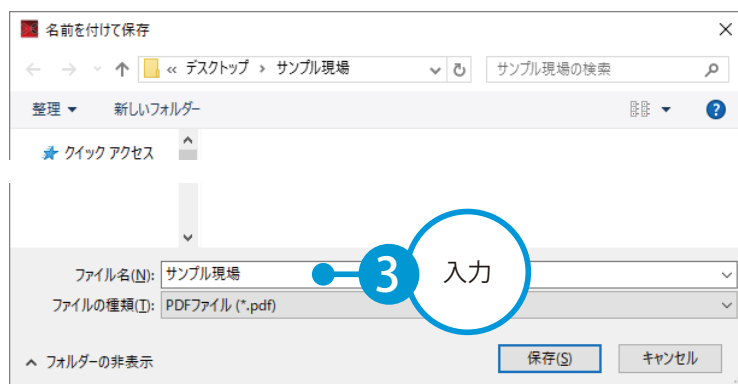 名前を付けて保存
« デスクトップ › サンプル現場 サンプル現場の検索
整理 新しいフォルダー
クイック アクセス
ファイル名(N): サンプル現場
3 入力
ファイルの種類(T): PDFファイル (*.pdf)
フォルダーの非表示 保存(S) キャンセル